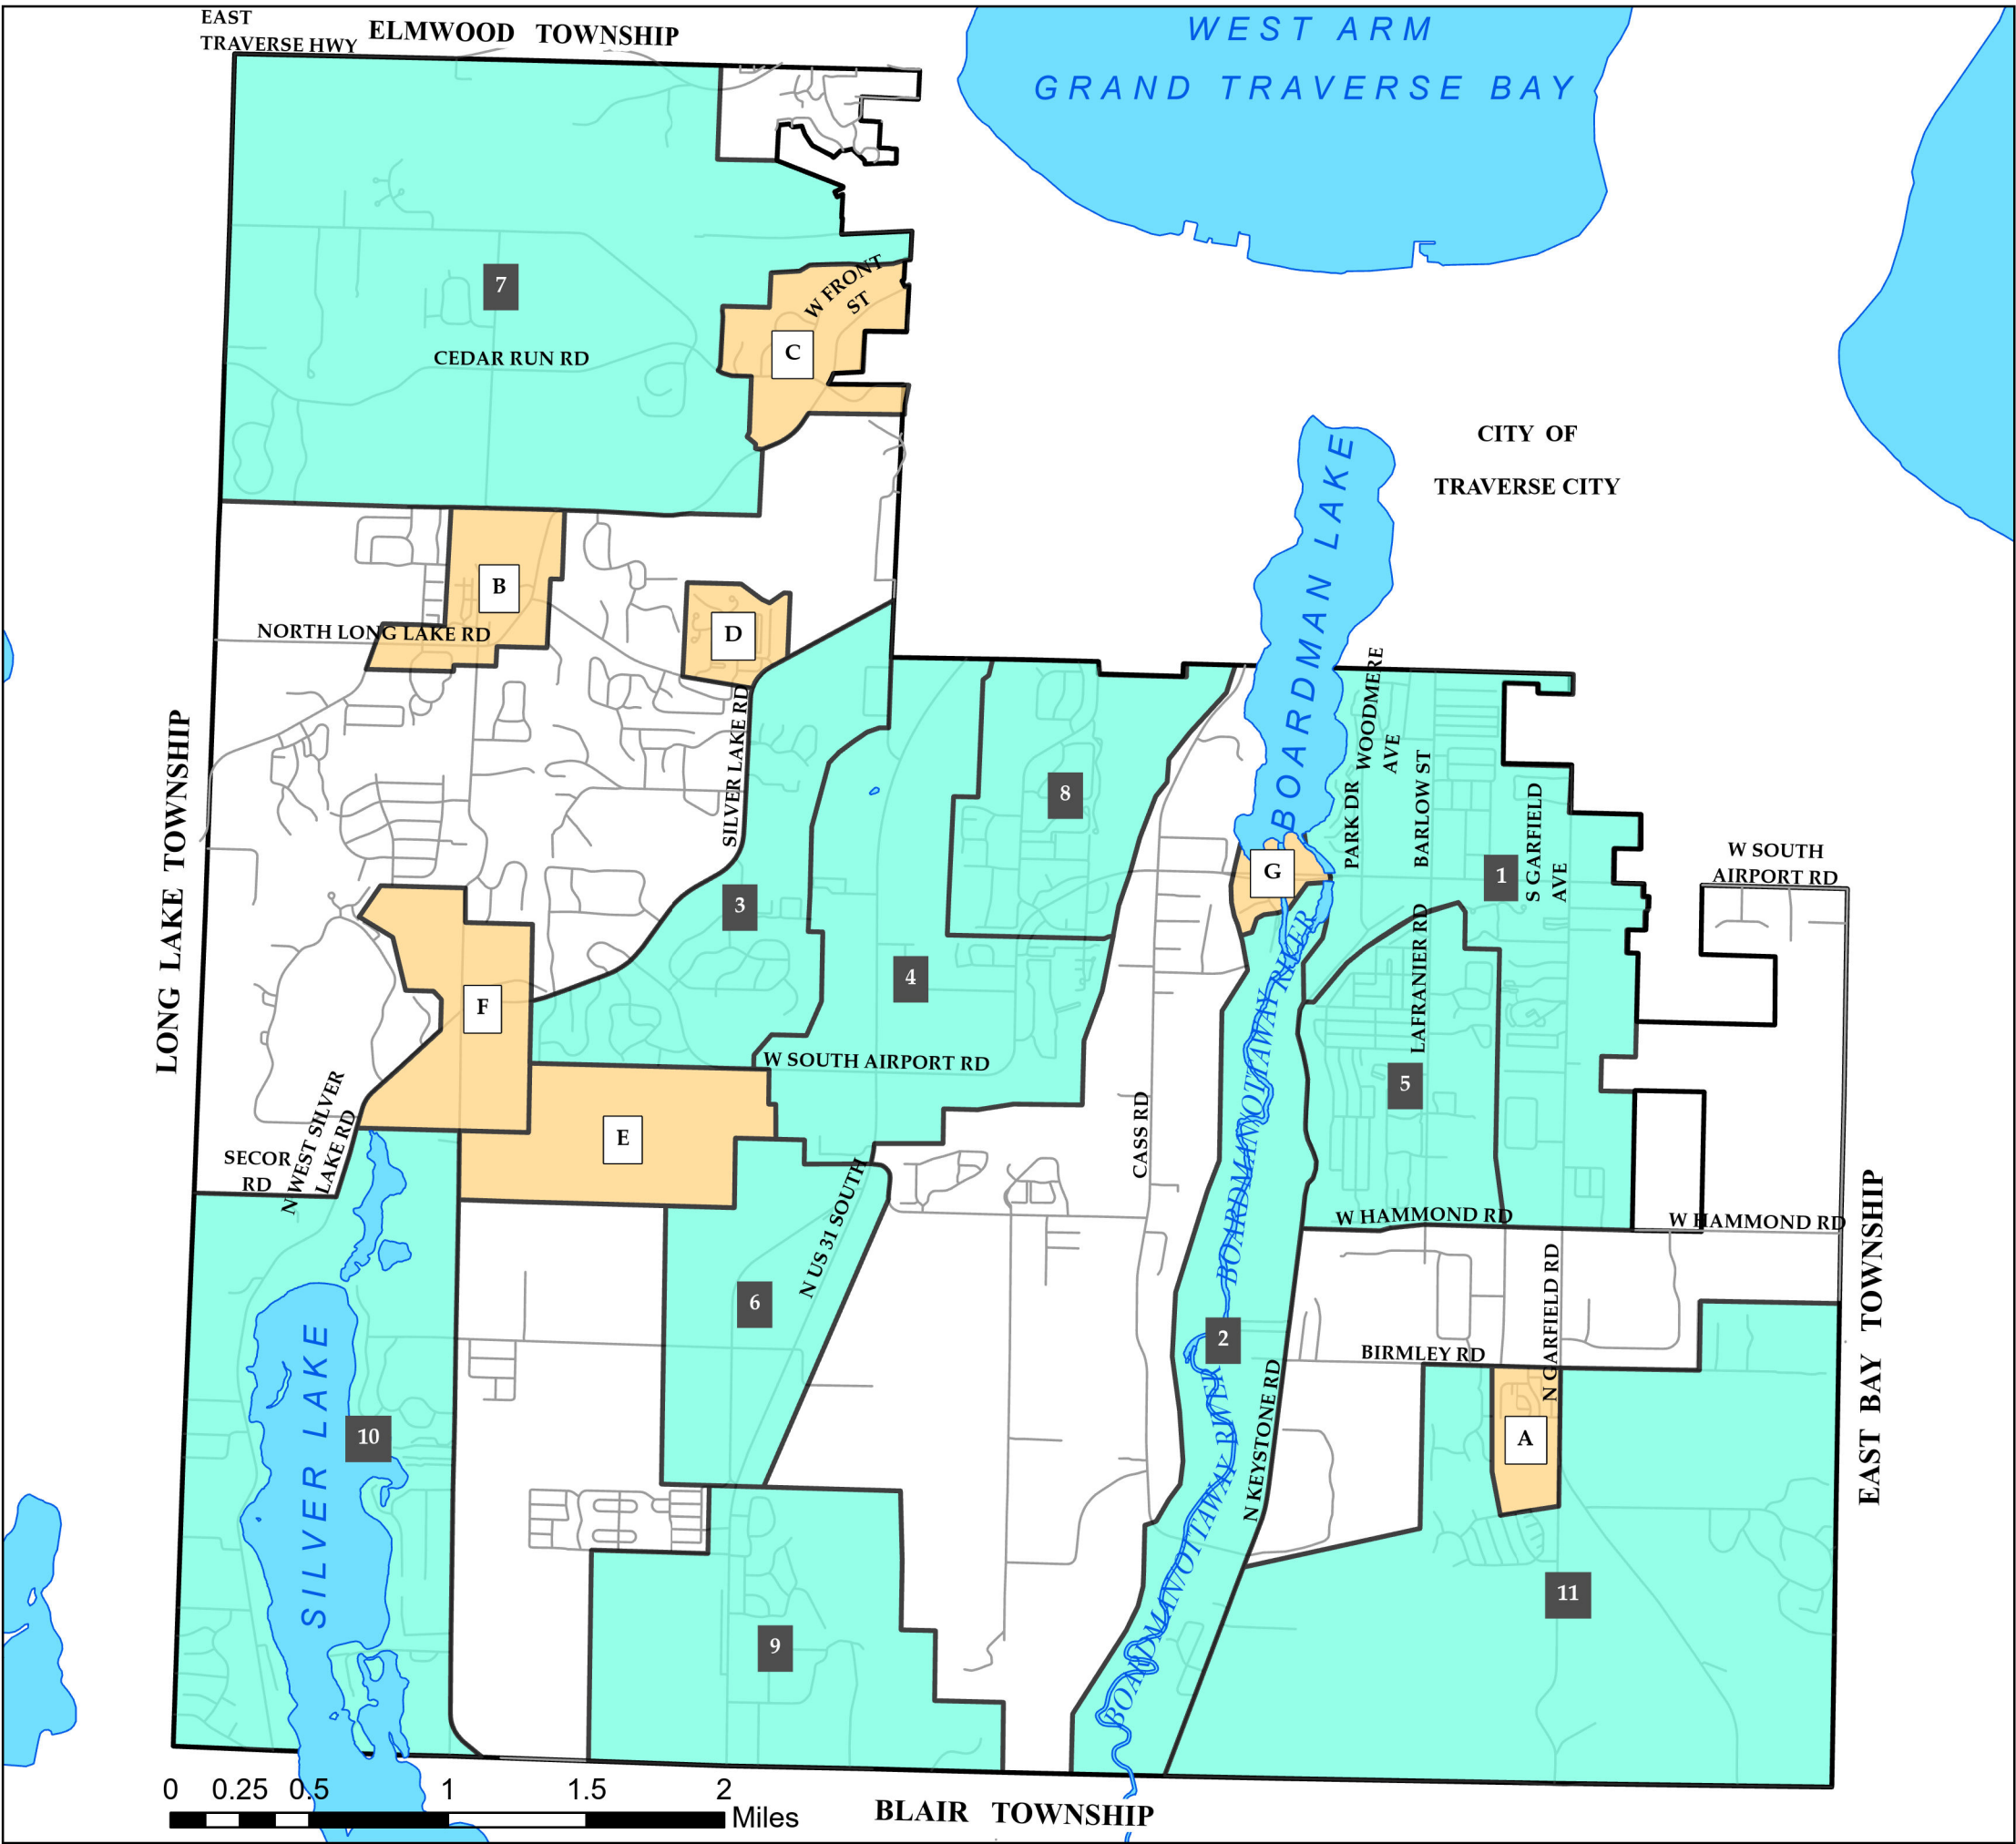 EAST
TRAVERSE HWY
ELMWOOD TOWNSHIP
WEST ARM
GRAND TRAVERSE BAY
7
W FRONT
ST
C
CEDAR RUN RD
CITY OF
TRAVERSE CITY
BOARDMAN LAKE
B
NORTH LONG LAKE RD
D
SILVER LAKE RD
LONG LAKE TOWNSHIP
8
WOODMERE
AVE
PARK DR
BARLOW ST
S GARFIELD
AVE
W SOUTH
AIRPORT RD
G
1
3
4
F
LAFRANIER RD
BOARDMAN/OTTAWAY RIVER
W SOUTH AIRPORT RD
5
E
CASS RD
SECOR
RD
N WEST SILVER
LAKE RD
N US 31 SOUTH
W HAMMOND RD
W HAMMOND RD
EAST BAY TOWNSHIP
6
2
BIRMLEY RD
N GARFIELD RD
N KEYSTONE RD
SILVER LAKE
10
A
BOARDMAN/OTTAWAY RIVER
11
9
0 0.25 0.5 1 1.5 2
Miles
BLAIR TOWNSHIP